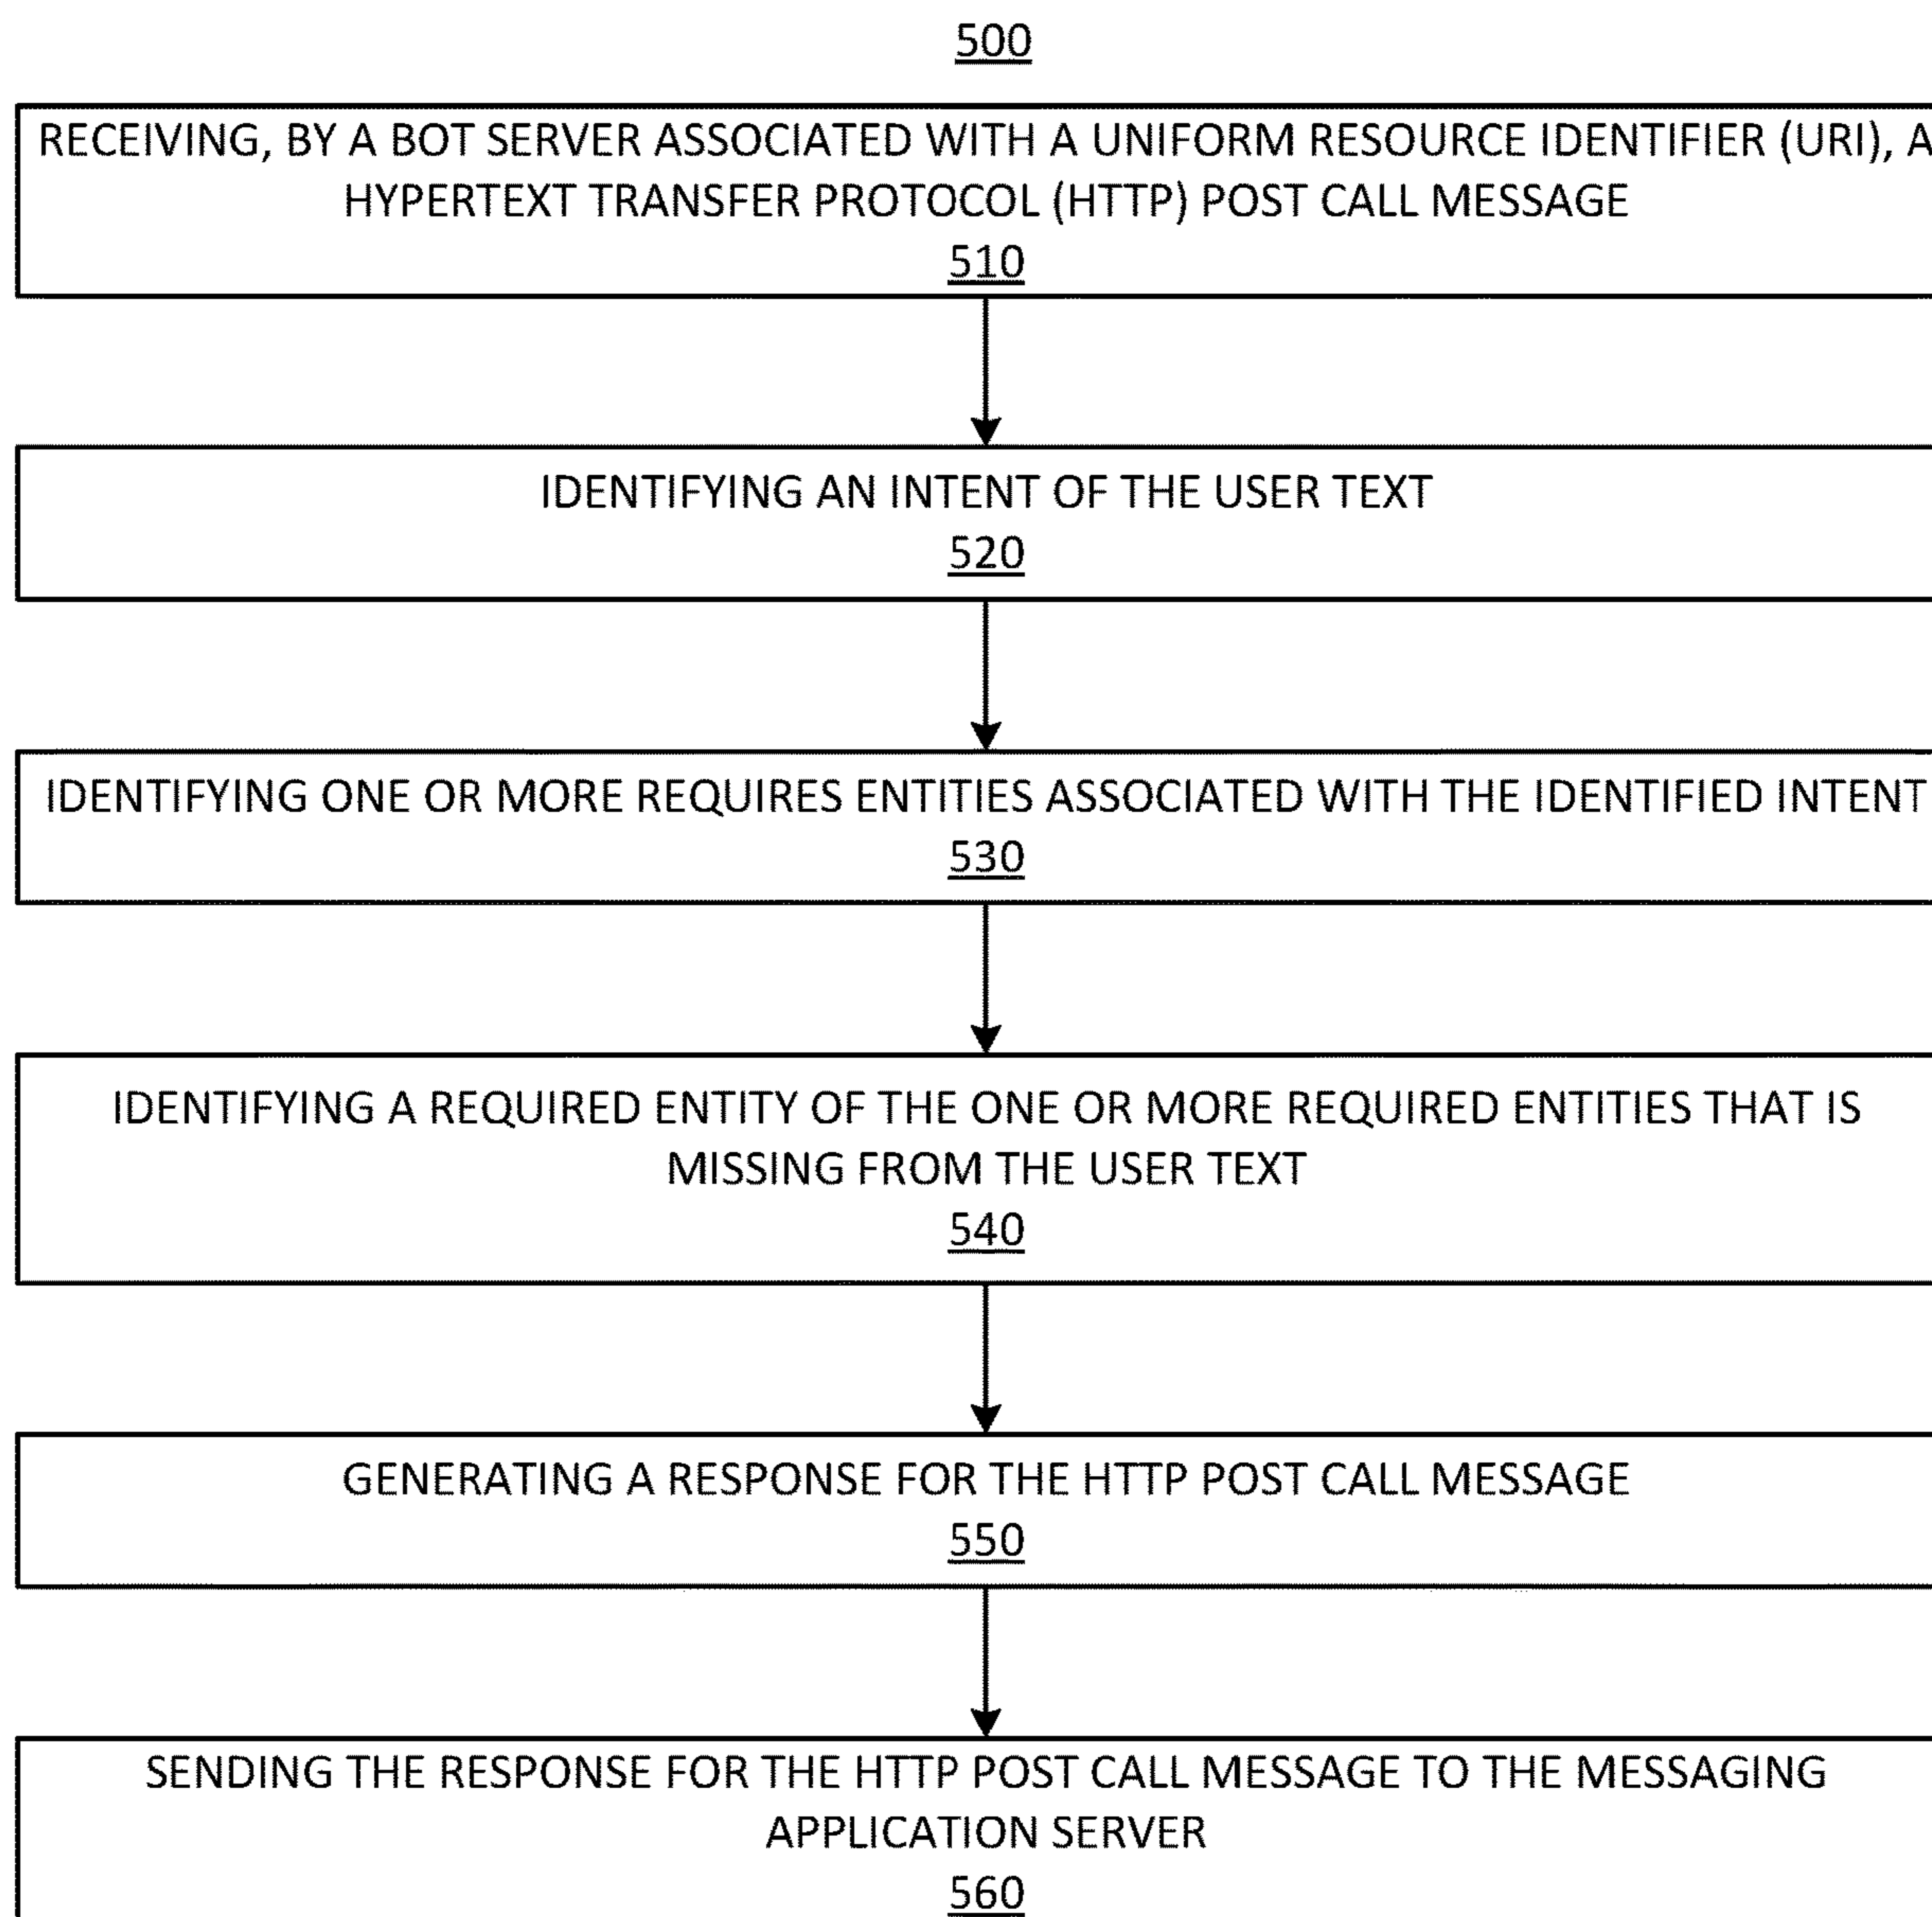 500
RECEIVING, BY A BOT SERVER ASSOCIATED WITH A UNIFORM RESOURCE IDENTIFIER (URI), A
HYPERTEXT TRANSFER PROTOCOL (HTTP) POST CALL MESSAGE
510
IDENTIFYING AN INTENT OF THE USER TEXT
520
IDENTIFYING ONE OR MORE REQUIRES ENTITIES ASSOCIATED WITH THE IDENTIFIED INTENT
530
IDENTIFYING A REQUIRED ENTITY OF THE ONE OR MORE REQUIRED ENTITIES THAT IS
MISSING FROM THE USER TEXT
540
GENERATING A RESPONSE FOR THE HTTP POST CALL MESSAGE
550
SENDING THE RESPONSE FOR THE HTTP POST CALL MESSAGE TO THE MESSAGING
APPLICATION SERVER
560